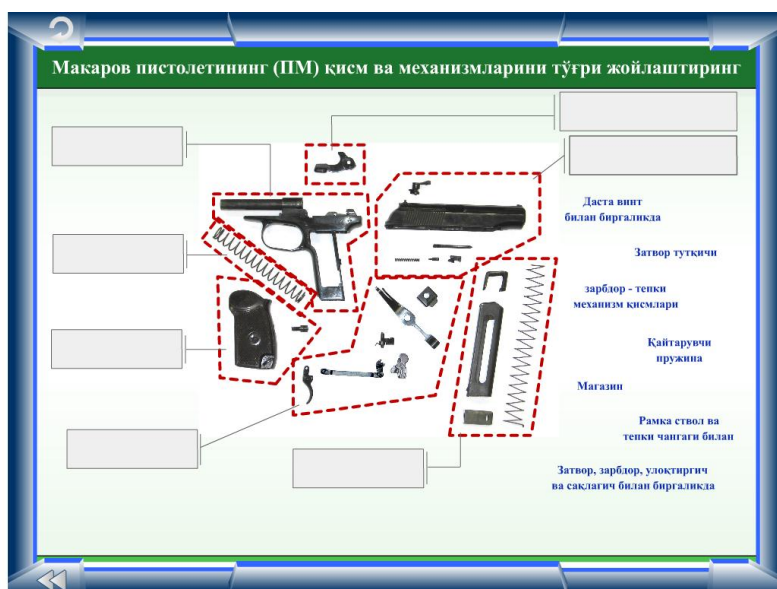 Макаров пистолетининг (ПМ) қисм ва механизмларини тўғри жойлаштиринг
Даста винт
билан биргаликда
Затвор тутқичи
зарбдор - тепки
механизм қисмлари
Қайтарувчи
пружина
Магазин
Рамка ствол ва
тепки чангаги билан
Затвор, зарбдор, улоқтиргич
ва сақлагич билан биргаликда